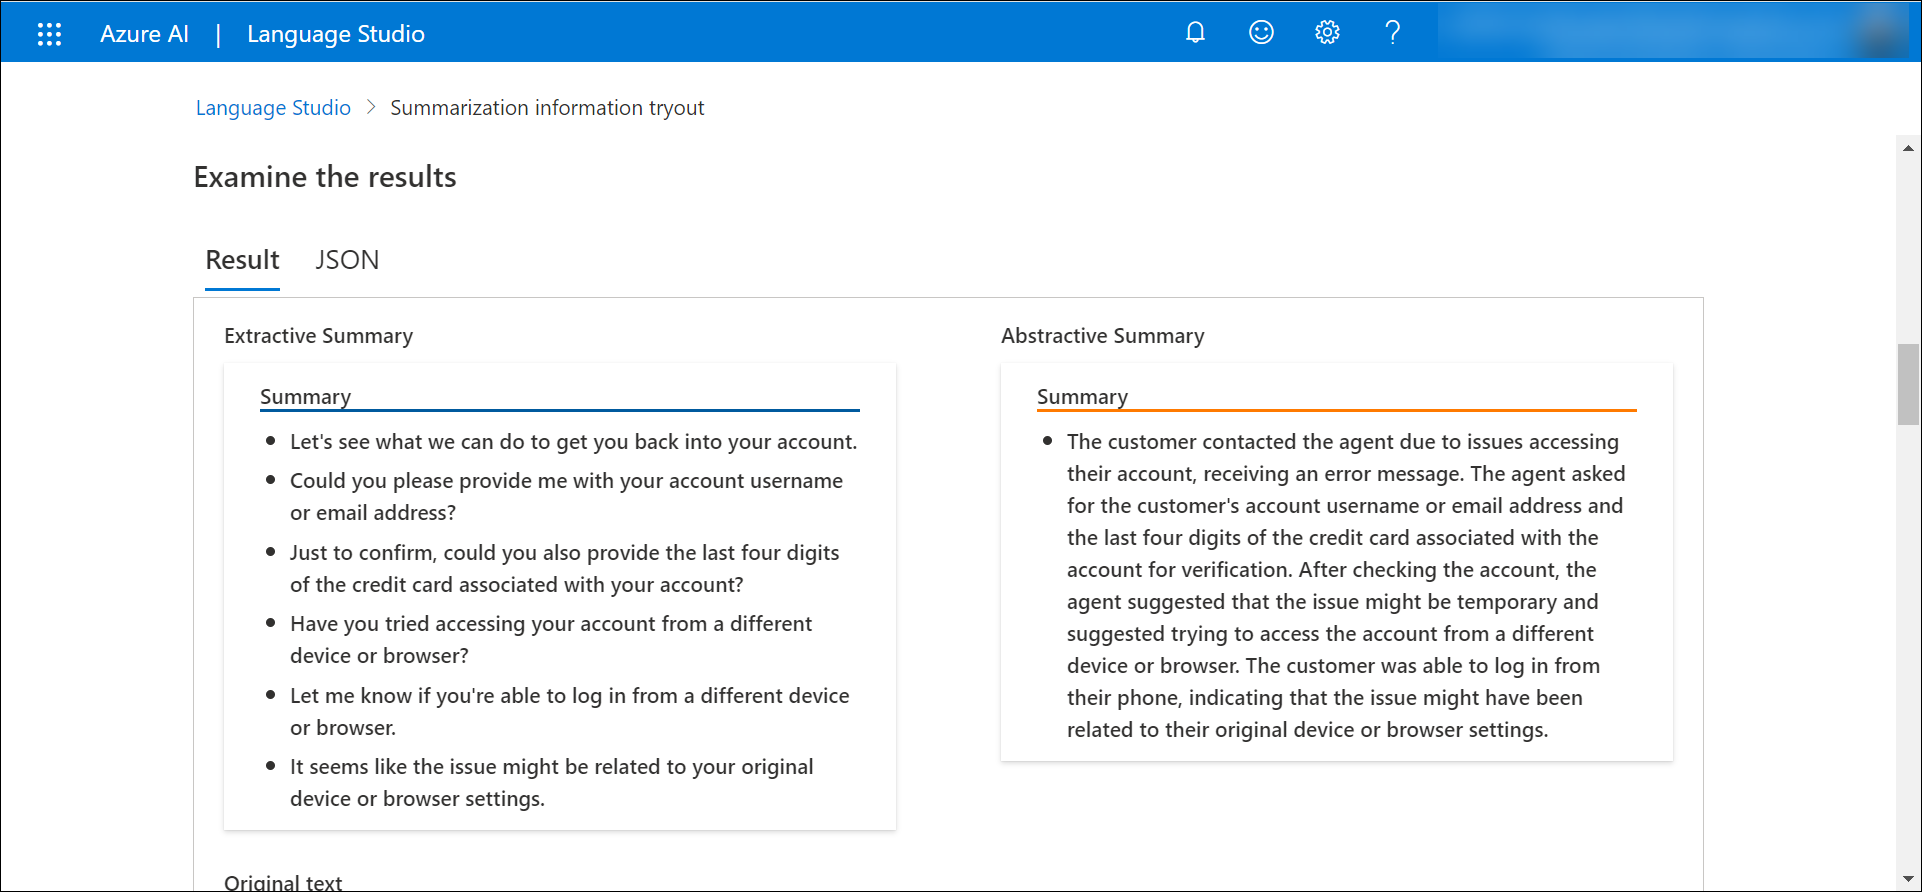 Azure AI | Language Studio
Language Studio > Summarization information tryout
Examine the results
Result JSON
Extractive Summary
Summary
• Let's see what we can do to get you back into your account.
• Could you please provide me with your account username
or email address?
• Just to confirm, could you also provide the last four digits
of the credit card associated with your account?
• Have you tried accessing your account from a different
device or browser?
• Let me know if you're able to log in from a different device
or browser.
• It seems like the issue might be related to your original
device or browser settings.
Abstractive Summary
Summary
• The customer contacted the agent due to issues accessing
their account, receiving an error message. The agent asked
for the customer's account username or email address and
the last four digits of the credit card associated with the
account for verification. After checking the account, the
agent suggested that the issue might be temporary and
suggested trying to access the account from a different
device or browser. The customer was able to log in from
their phone, indicating that the issue might have been
related to their original device or browser settings.
Original text